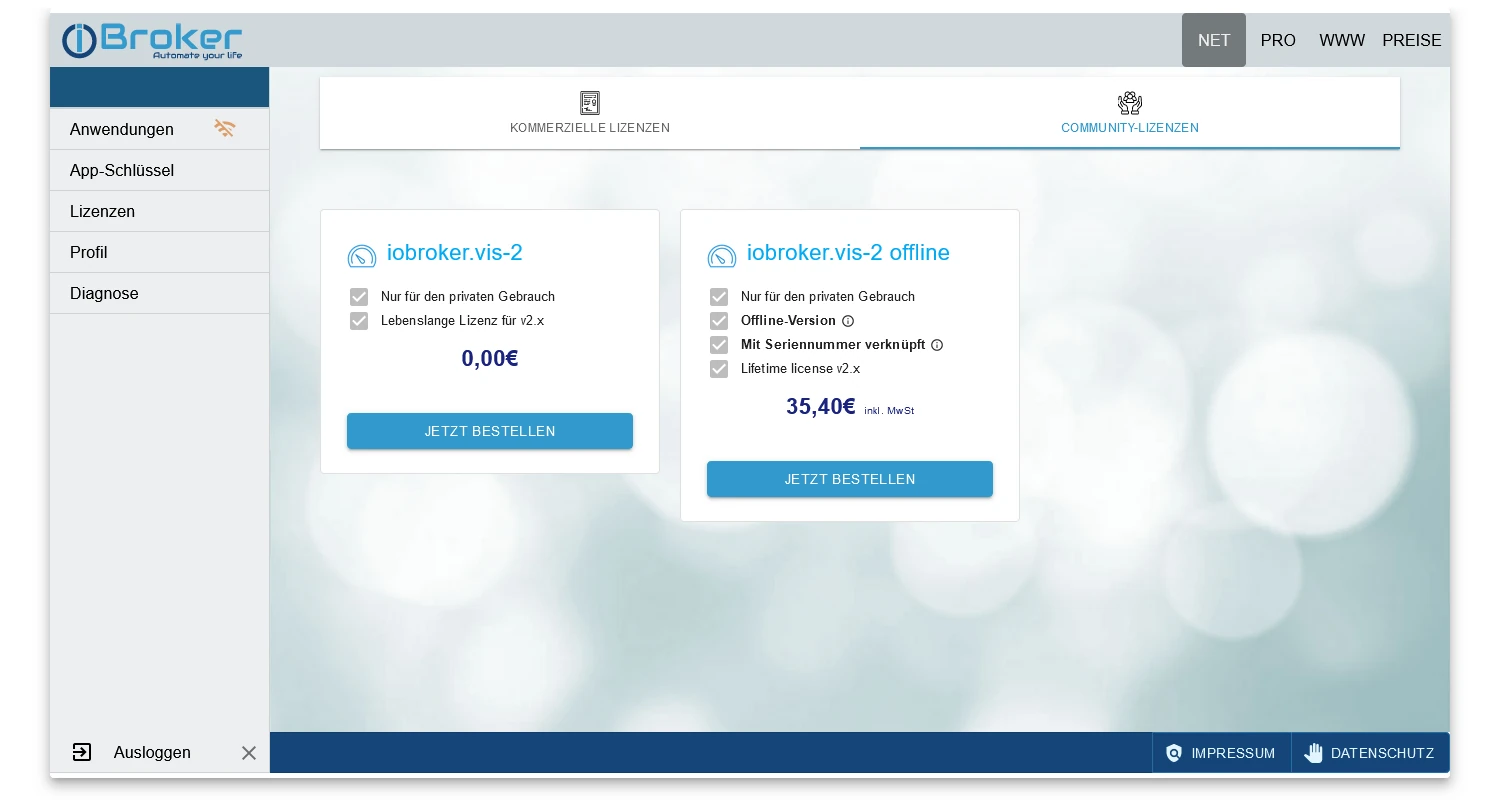 ioBroker
Automate your life
NET
PRO
WWW
PREISE
Anwendungen
App-Schlüssel
Lizenzen
Profil
Diagnose
KOMMERZIELLE LIZENZEN
COMMUNITY-LIZENZEN
iobroker.vis-2
Nur für den privaten Gebrauch
Lebenslange Lizenz für v2.x
0,00€
JETZT BESTELLEN
iobroker.vis-2 offline
Nur für den privaten Gebrauch
Offline-Version
Mit Seriennummer verknüpft
Lifetime license v2.x
35,40€ inkl. MwSt
JETZT BESTELLEN
Ausloggen
IMPRESSUM
DATENSCHUTZ